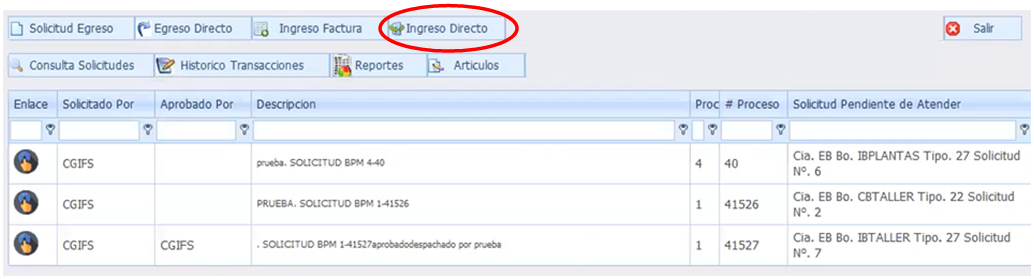 Solicitud Egreso Egreso Directo Ingreso Factura Ingreso Directo Salir
Consulta Solicitudes Historico Transacciones Reportes Articulos
Enlace Solicitado Por Aprobado Por Descripcion Proc # Proceso Solicitud Pendiente de Atender
CGIFS prueba. SOLICITUD BPM 4-40 4 40 Cia. EB Bo. IBPLANTAS Tipo. 27 Solicitud
Nº. 6
CGIFS PRUEBA. SOLICITUD BPM 1-41526 1 41526 Cia. EB Bo. CBTALLER Tipo. 22 Solicitud
Nº. 2
CGIFS CGIFS . SOLICITUD BPM 1-41527aprobadodespachado por prueba 1 41527 Cia. EB Bo. IBTALLER Tipo. 27 Solicitud
Nº. 7